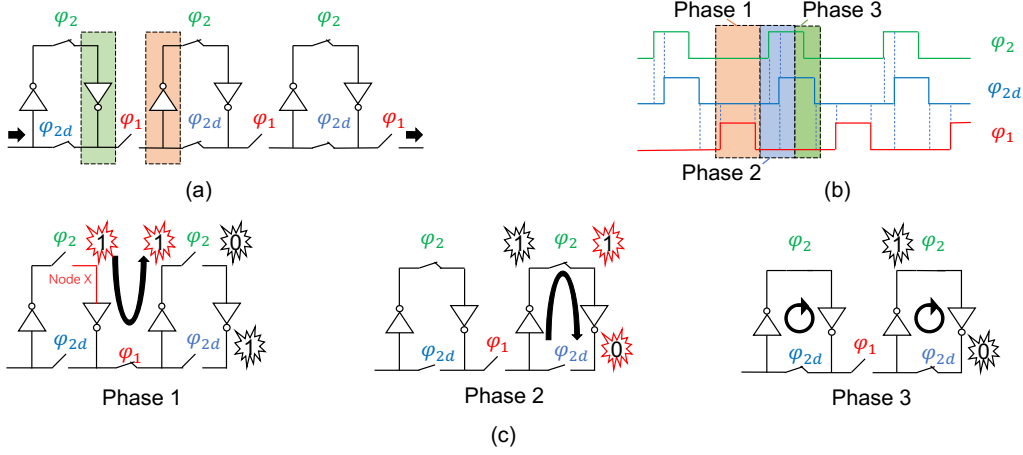 φ2 φ2 φ2
φ2d φ1 φ2d φ1 φ2d φ1
(a)
Phase 1 Phase 3
φ2
φ2d
φ1
Phase 2
(b)
φ2 1 1 φ2 0
Node X
φ2d φ1 φ2d 1
Phase 1
φ2 1 φ2 1
φ2d φ1 φ2d 0
Phase 2
φ2 1 φ2
φ2d φ1 φ2d 0
Phase 3
(c)